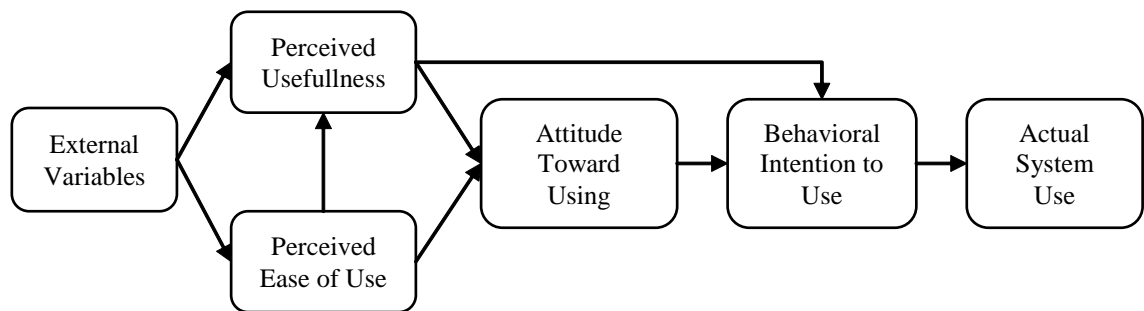 Perceived
Usefullness
External
Variables
Perceived
Ease of Use
Attitude
Toward
Using
Behavioral
Intention to
Use
Actual
System
Use